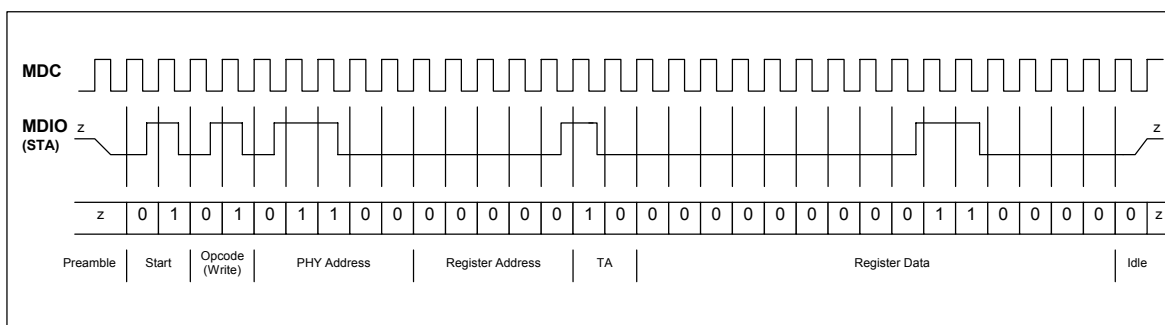 MDC
MDIO z z
(STA)
z 0 1 0 1 0 1 1 0 0 0 0 0 0 0 1 0 0 0 0 0 0 0 0 0 0 1 1 0 0 0 0 0 z
Preamble Start Opcode (Write) PHY Address Register Address TA Register Data Idle